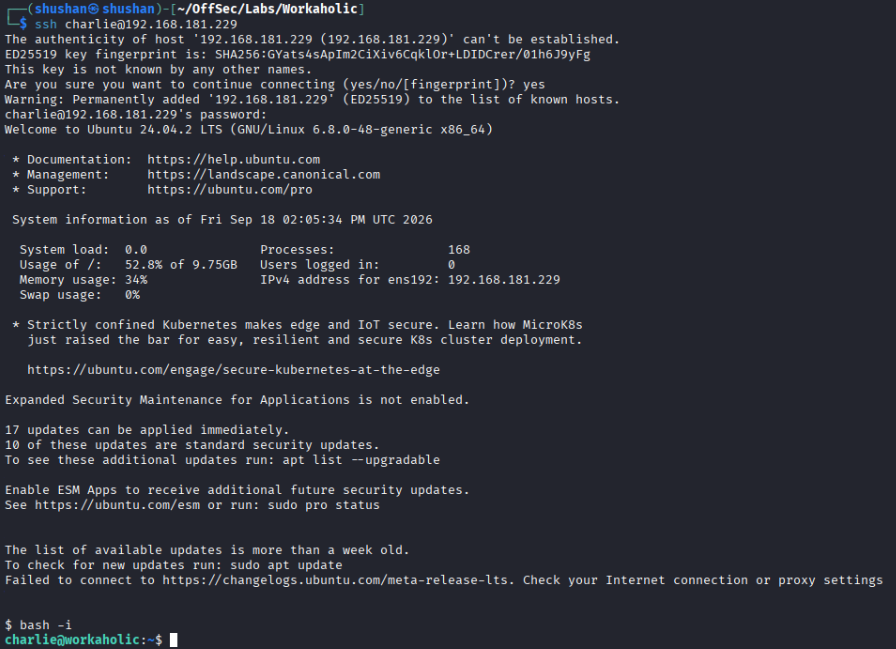 ┌──(shushan㉿shushan)-[~/OffSec/Labs/Workaholic]
└─$ ssh charlie@192.168.181.229
The authenticity of host '192.168.181.229 (192.168.181.229)' can't be established.
ED25519 key fingerprint is: SHA256:GYats4sApIm2CiXiv6CqklOr+LDIDCrer/01h6J9yFg
This key is not known by any other names.
Are you sure you want to continue connecting (yes/no/[fingerprint])? yes
Warning: Permanently added '192.168.181.229' (ED25519) to the list of known hosts.
charlie@192.168.181.229's password:
Welcome to Ubuntu 24.04.2 LTS (GNU/Linux 6.8.0-48-generic x86_64)
* Documentation:  https://help.ubuntu.com
* Management:     https://landscape.canonical.com
* Support:        https://ubuntu.com/pro
System information as of Fri Sep 18 02:05:34 PM UTC 2026
System load:  0.0                Processes:              168
Usage of /:   52.8% of 9.75GB   Users logged in:        0
Memory usage: 34%                IPv4 address for ens192: 192.168.181.229
Swap usage:   0%
* Strictly confined Kubernetes makes edge and IoT secure. Learn how MicroK8s
just raised the bar for easy, resilient and secure K8s cluster deployment.
https://ubuntu.com/engage/secure-kubernetes-at-the-edge
Expanded Security Maintenance for Applications is not enabled.
17 updates can be applied immediately.
10 of these updates are standard security updates.
To see these additional updates run: apt list --upgradable
Enable ESM Apps to receive additional future security updates.
See https://ubuntu.com/esm or run: sudo pro status
The list of available updates is more than a week old.
To check for new updates run: sudo apt update
Failed to connect to https://changelogs.ubuntu.com/meta-release-lts. Check your Internet connection or proxy settings
$ bash -i
charlie@workaholic:~$